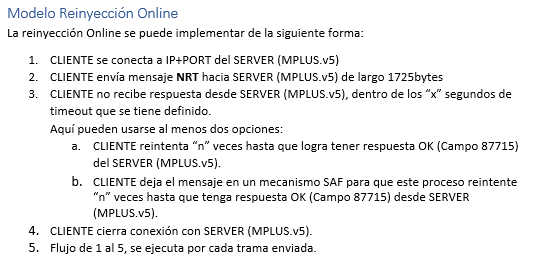 Modelo Reinyección Online
La reinyección Online se puede implementar de la siguiente forma:
1. CLIENTE se conecta a IP+PORT del SERVER (MPLUS.v5)
2. CLIENTE envía mensaje NRT hacia SERVER (MPLUS.v5) de largo 1725bytes
3. CLIENTE no recibe respuesta desde SERVER (MPLUS.v5), dentro de los “x” segundos de
timeout que se tiene definido.
Aquí pueden usarse al menos dos opciones:
a. CLIENTE reintenta “n” veces hasta que logra tener respuesta OK (Campo 87715)
del SERVER (MPLUS.v5).
b. CLIENTE deja el mensaje en un mecanismo SAF para que este proceso reintente
“n” veces hasta que tenga respuesta OK (Campo 87715) desde SERVER
(MPLUS.v5).
4. CLIENTE cierra conexión con SERVER (MPLUS.v5).
5. Flujo de 1 al 5, se ejecuta por cada trama enviada.